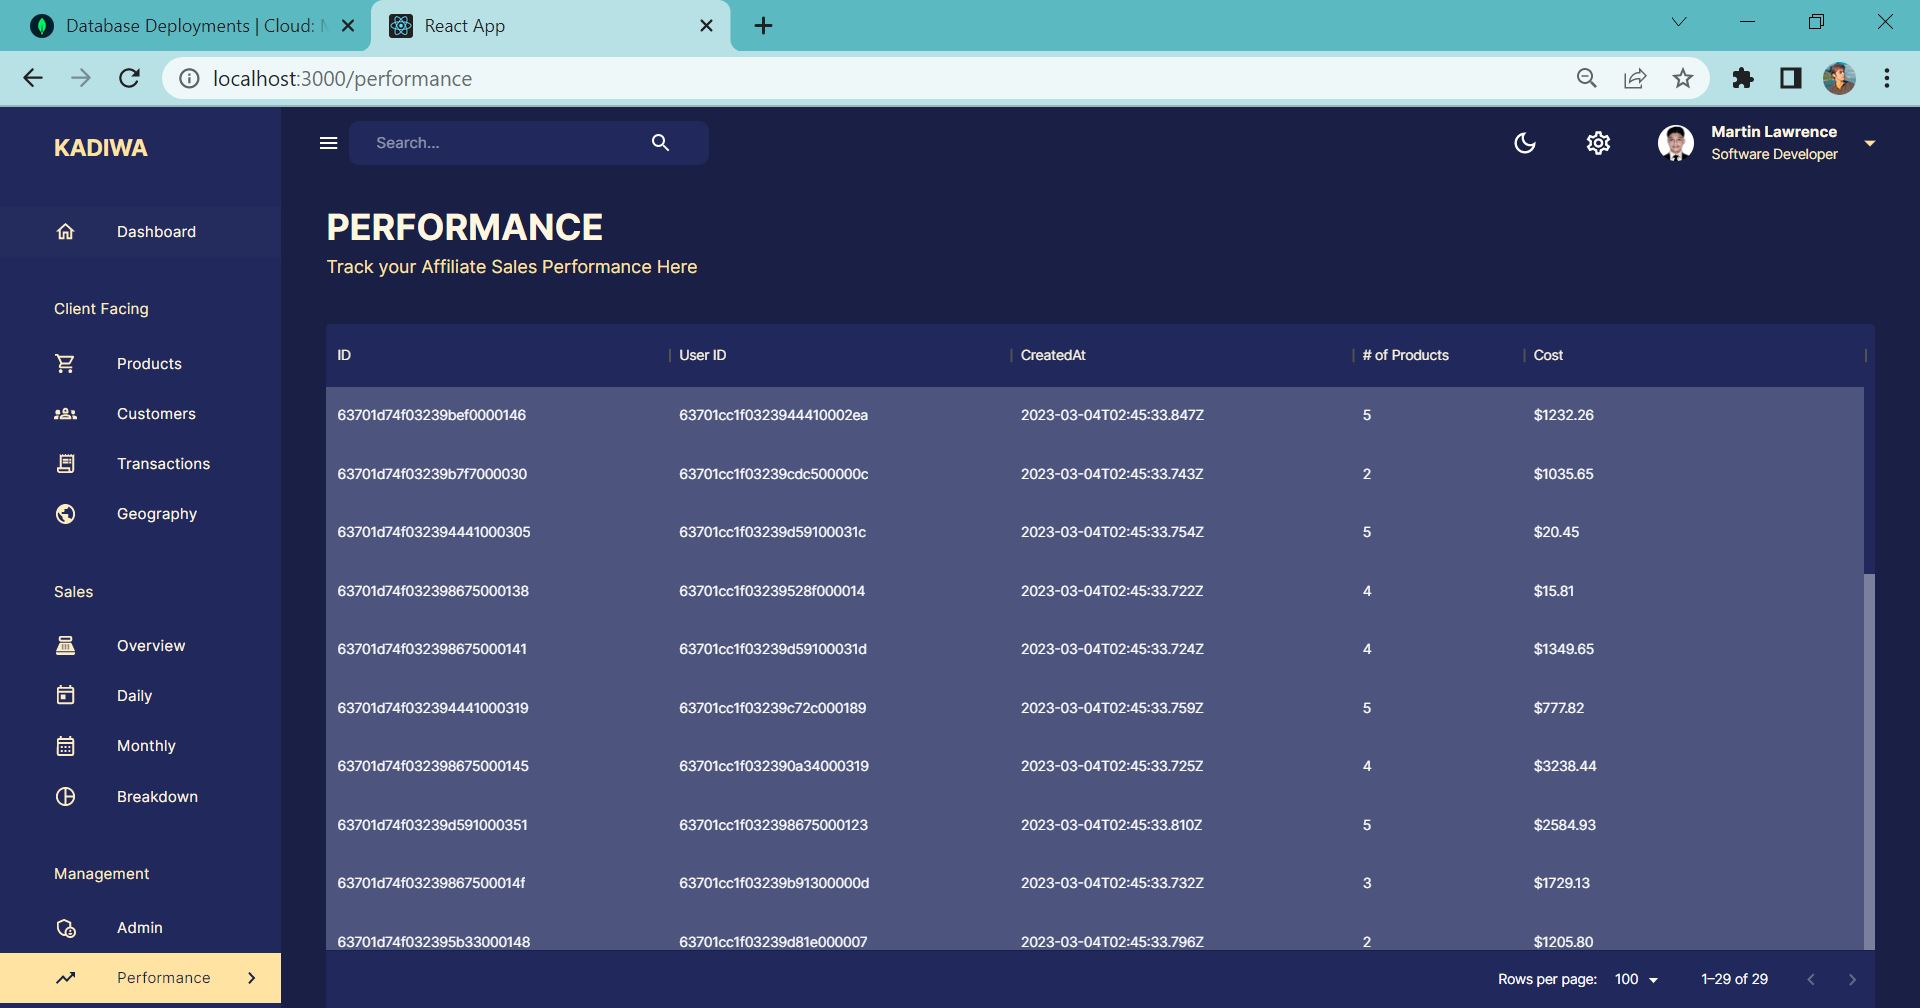 Database Deployments | Cloud:
React App
localhost:3000/performance
KADIWA
Search...
Martin Lawrence
Software Developer
Dashboard
Client Facing
Products
Customers
Transactions
Geography
Sales
Overview
Daily
Monthly
Breakdown
Management
Admin
Performance
PERFORMANCE
Track your Affiliate Sales Performance Here
ID User ID CreatedAt # of Products Cost
63701d74f03239bef0000146 63701cc1f0323944410002ea 2023-03-04T02:45:33.847Z 5 $1232.26
63701d74f03239b7f7000030 63701cc1f03239cdc500000c 2023-03-04T02:45:33.743Z 2 $1035.65
63701d74f032394441000305 63701cc1f03239d59100031c 2023-03-04T02:45:33.754Z 5 $20.45
63701d74f032398675000138 63701cc1f03239528f000014 2023-03-04T02:45:33.722Z 4 $15.81
63701d74f032398675000141 63701cc1f03239d59100031d 2023-03-04T02:45:33.724Z 4 $1349.65
63701d74f032394441000319 63701cc1f03239c72c000189 2023-03-04T02:45:33.759Z 5 $777.82
63701d74f032398675000145 63701cc1f032390a34000319 2023-03-04T02:45:33.725Z 4 $3238.44
63701d74f03239d591000351 63701cc1f032398675000123 2023-03-04T02:45:33.810Z 5 $2584.93
63701d74f03239867500014f 63701cc1f03239b91300000d 2023-03-04T02:45:33.732Z 3 $1729.13
63701d74f032395b33000148 63701cc1f03239d81e000007 2023-03-04T02:45:33.796Z 2 $1205.80
Rows per page: 100 1–29 of 29